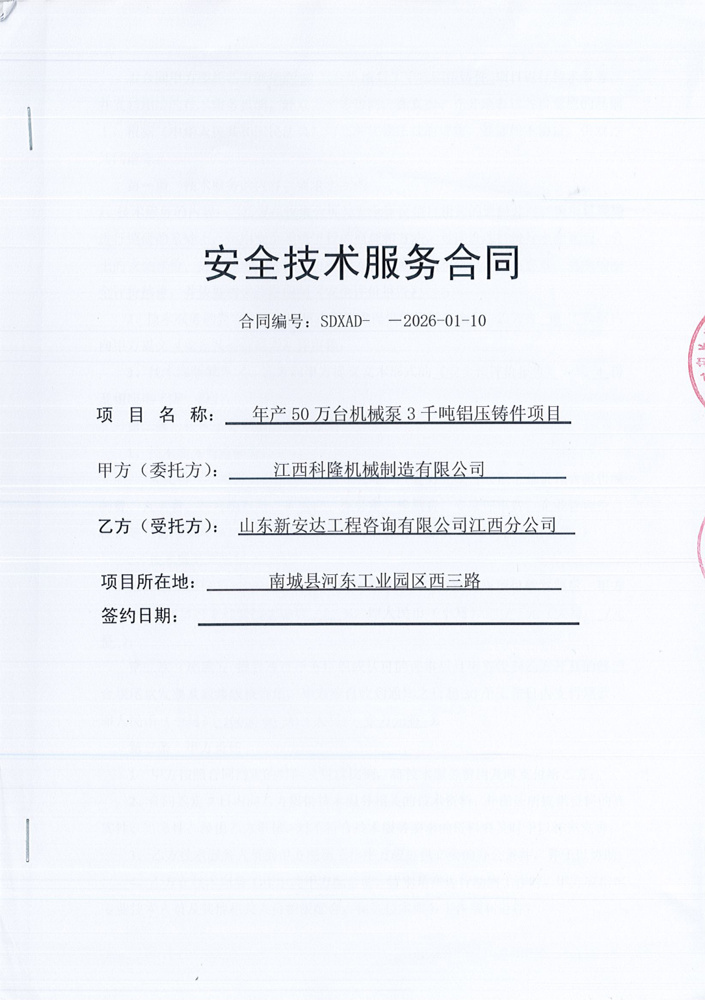 安全技术服务合同
合同编号：SDXAD-  —2026-01-10
项 目 名 称： 年产 50 万台机械泵 3 千吨铝压铸件项目
甲方（委托方）： 江西科隆机械制造有限公司
乙方（受托方）： 山东新安达工程咨询有限公司江西分公司
项目所在地： 南城县河东工业园区西三路
签约日期：